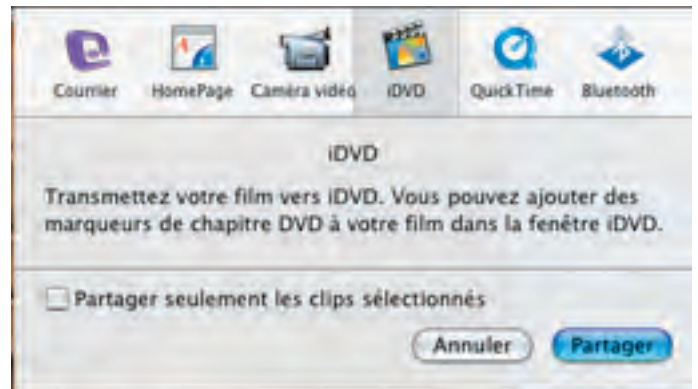 Courrier HomePage Caméra vidéo iDVD QuickTime Bluetooth
iDVD
Transmettez votre film vers iDVD. Vous pouvez ajouter des
marqueurs de chapitre DVD à votre film dans la fenêtre iDVD.
Partager seulement les clips sélectionnés
Annuler Partager